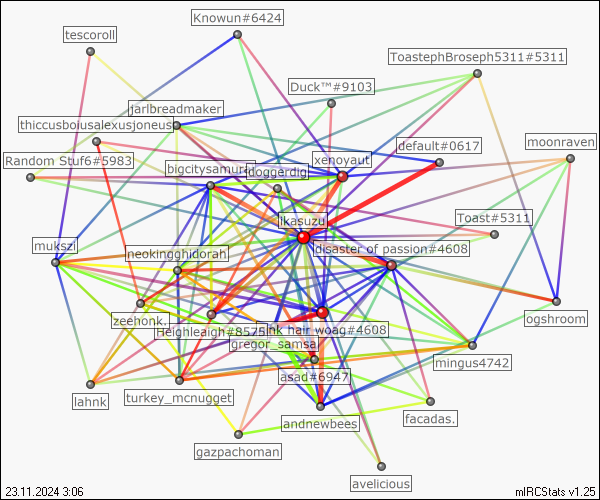 Knowun#6424
tescoroll
ToastephBroseph5311#5311
Duck™#9103
jarlbreadmaker
thiccusboiusalexusjoneus
default#0617
moonraven
Random Stuf6#5983
xenoyaut
bigcitysamura
doggerdig
ikasuzu
Toast#5311
mukszi
disaster of passion#4608
neokingghidorah
zeehonk.
ogshroom
Heighleaigh#8575
pink hair woag#4608
gregor_samsa
mingus4742
asad#6947
lahnk
turkey_mcnugget
andnewbees
facadas.
gazpachoman
avelicious
23.11.2024 3:06
mIRCStats v1.25